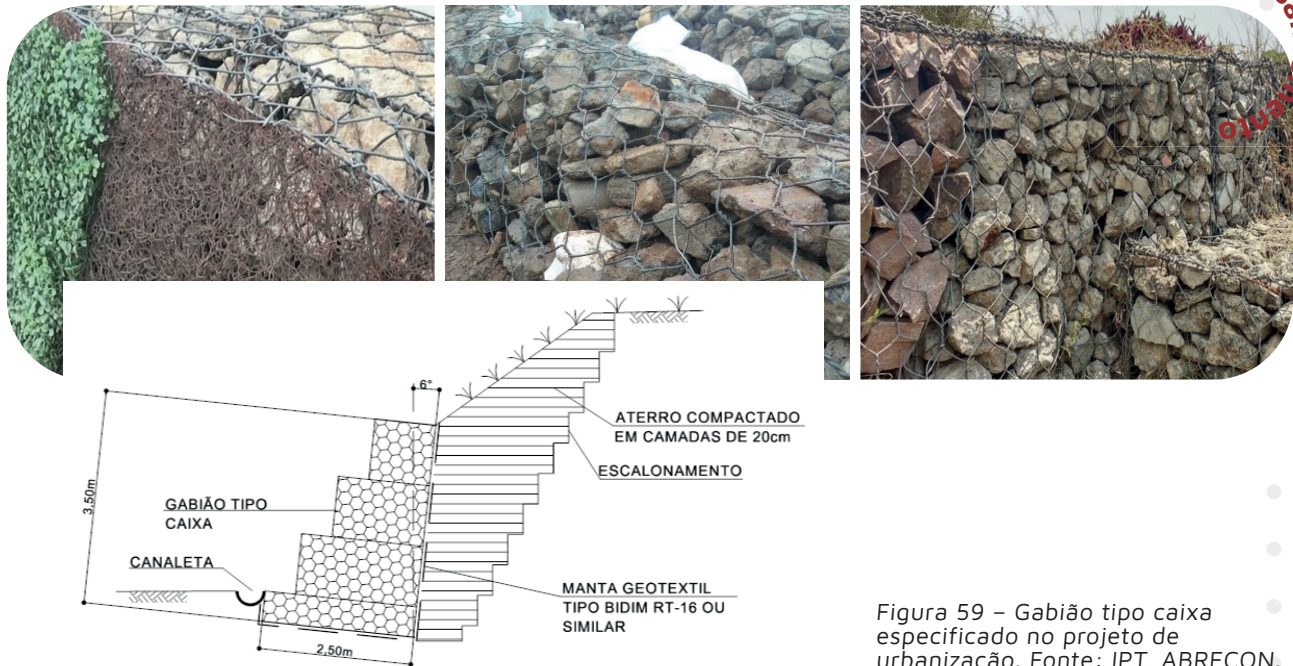 6°
ATERRO COMPACTADO
EM CAMADAS DE 20cm
ESCALONAMENTO
3,50m
GABIÃO TIPO
CAIXA
CANALETA
MANTA GEOTEXTIL
TIPO BIDIM RT-16 OU
SIMILAR
2,50m
Figura 59 – Gabião tipo caixa
especificado no projeto de
urbanização. Fonte: IPT, ABRECON.